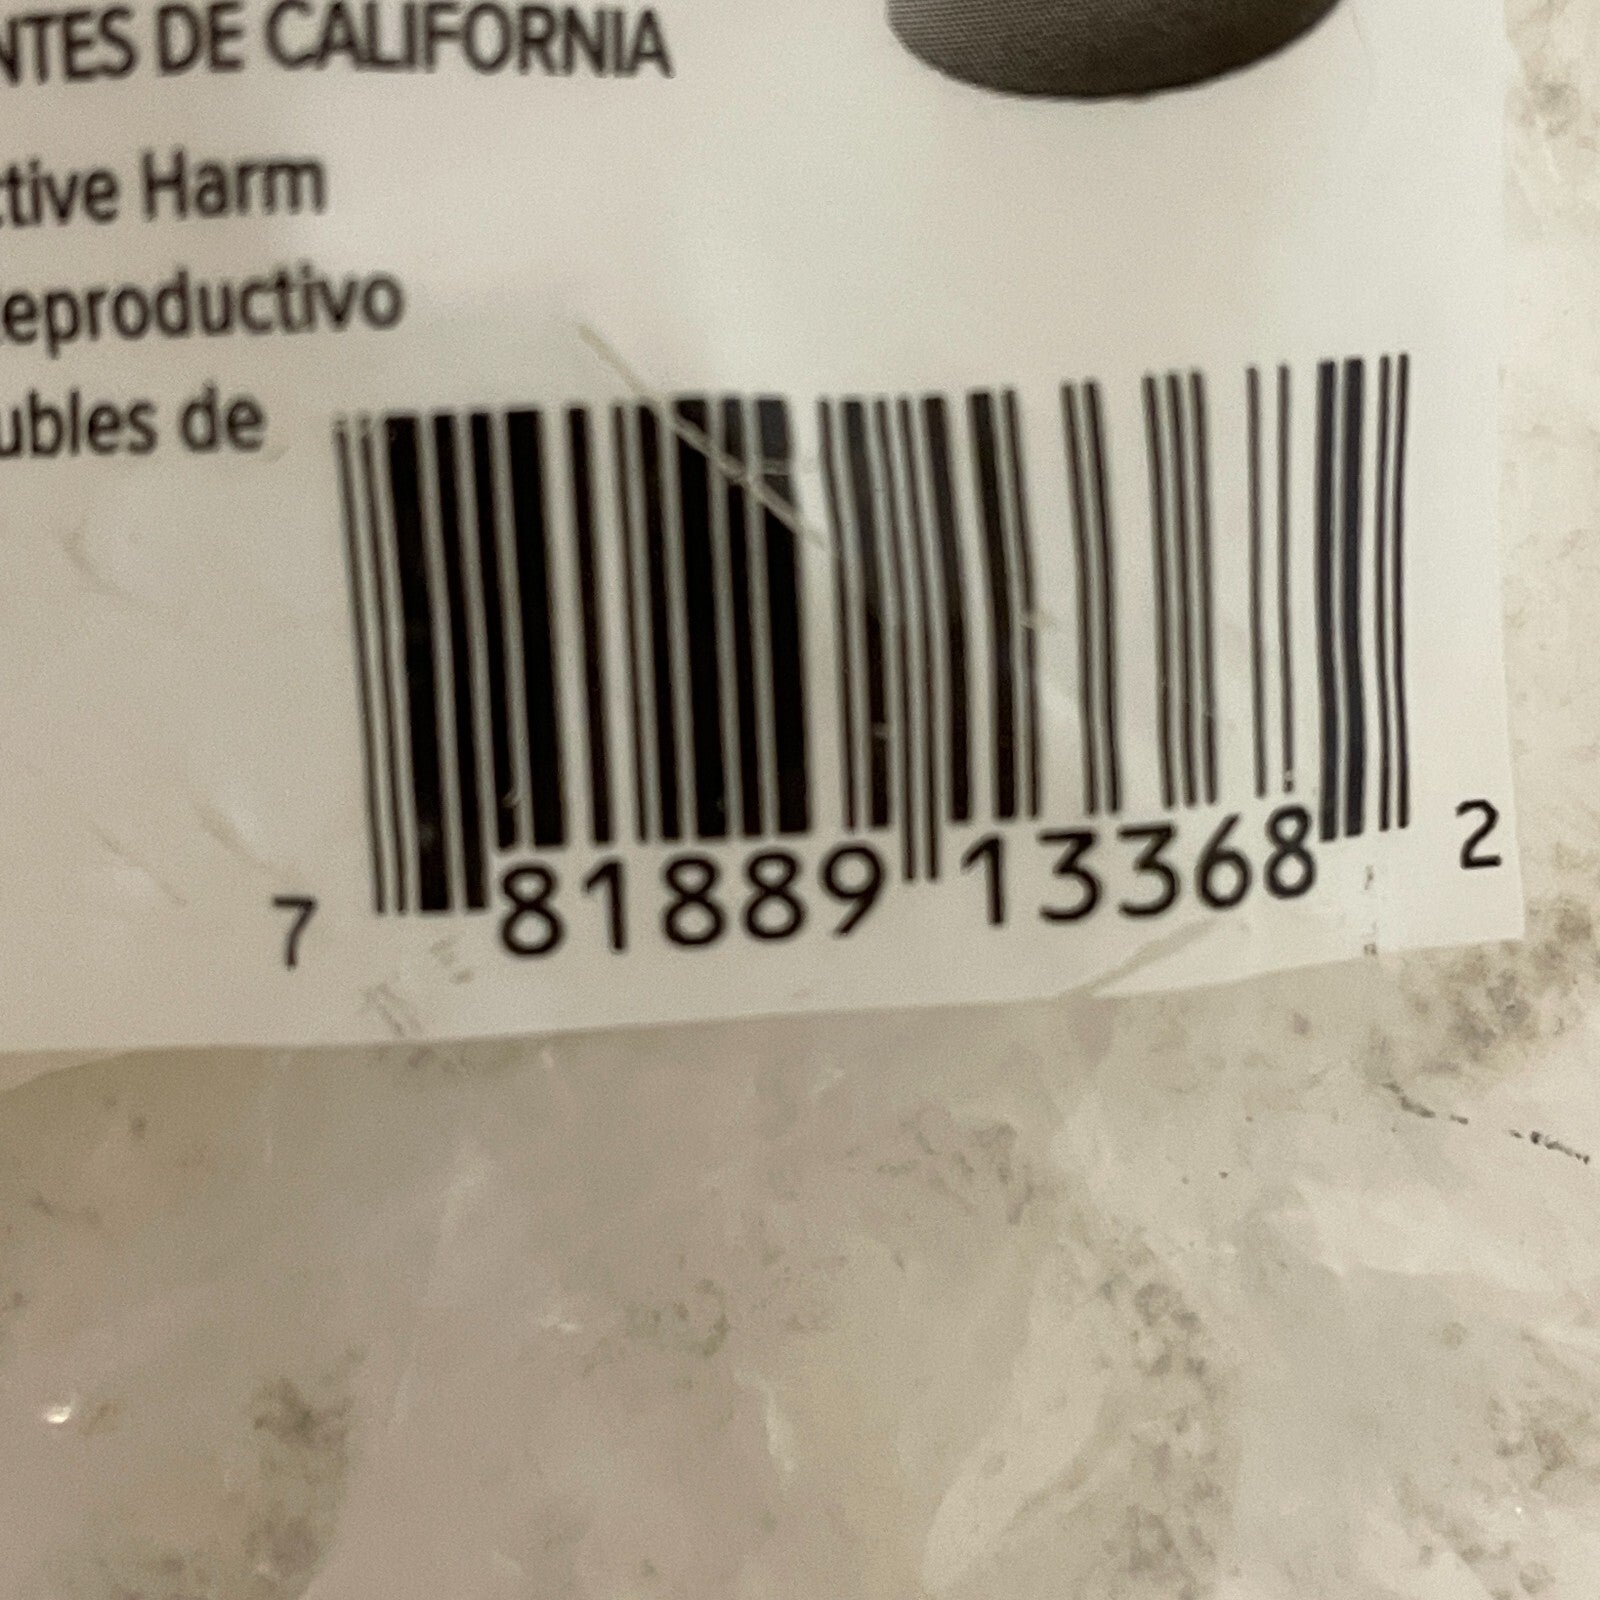 NTES DE CALIFORNIA
ctive Harm
eproductivo
ubles de
7 81889 13368 2